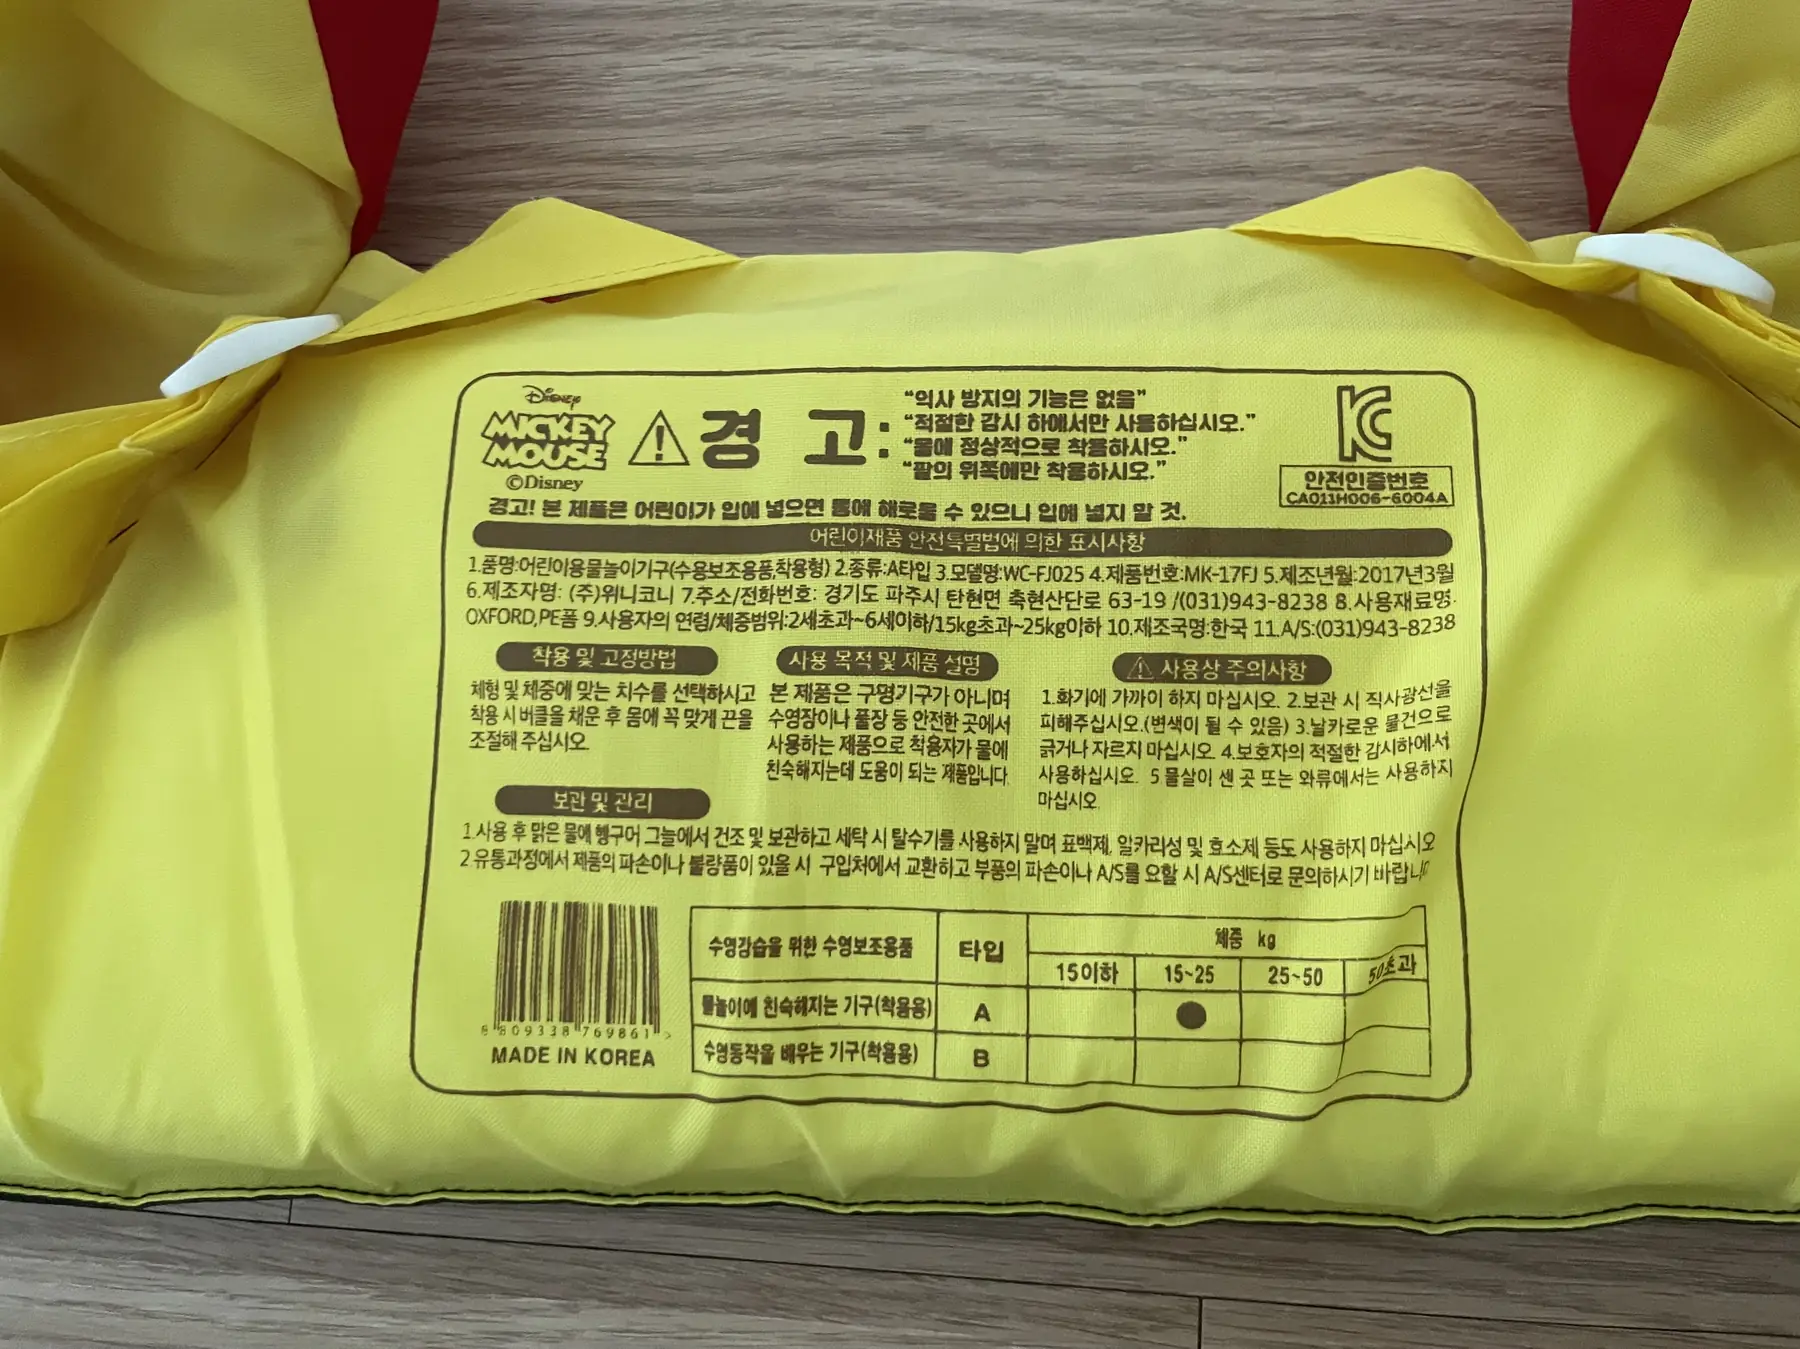 Disney
MICKEY
MOUSE
©Disney
경 고:
"익사 방지의 기능은 없음"
"적절한 감시 하에서만 사용하십시오."
"물에 정상적으로 착용하시오."
"팔의 위쪽에만 착용하시오."
안전인증번호
CA011H006-6004A
경고! 본 제품은 어린이가 입에 넣으면 몸에 해로울 수 있으니 입에 넣지 말 것.
어린이제품 안전특별법에 의한 표시사항
1.품명:어린이용물놀이기구(수용보조용품,착용형) 2.종류:A타입 3.모델명:WC-FJ025 4.제품번호:MK-17FJ 5.제조년월:2017년3월
6.제조자명: (주)위니코니 7.주소/전화번호: 경기도 파주시 탄현면 축현산단로 63-19 /(031)943-8238 8.사용재료명:
OXFORD,PE폼 9.사용자의 연령/체중범위:2세초과~6세이하/15kg초과~25kg이하 10.제조국명:한국 11.A/S:(031)943-8238
착용 및 고정방법
체형 및 체중에 맞는 치수를 선택하시고
착용 시 버클을 채운 후 몸에 꼭 맞게 끈을
조절해 주십시오.
사용 목적 및 제품 설명
본 제품은 구명기구가 아니며
수영장이나 풀장 등 안전한 곳에서
사용하는 제품으로 착용자가 물에
친숙해지는데 도움이 되는 제품입니다.
사용상 주의사항
1.화기에 가까이 하지 마십시오. 2.보관 시 직사광선을
피해주십시오.(변색이 될 수 있음) 3.날카로운 물건으로
긁거나 자르지 마십시오. 4.보호자의 적절한 감시하에서
사용하십시오. 5.물살이 센 곳 또는 와류에서는 사용하지
마십시오.
보관 및 관리
1.사용 후 맑은 물에 헹구어 그늘에서 건조 및 보관하고 세탁 시 탈수기를 사용하지 말며 표백제, 알카리성 및 효소제 등도 사용하지 마십시오
2.유통과정에서 제품의 파손이나 불량품이 있을 시 구입처에서 교환하고 부품의 파손이나 A/S를 요할 시 A/S센터로 문의하시기 바랍니다
8 809338 769861 >
MADE IN KOREA
수영강습을 위한 수영보조용품 타입 체중 kg
15이하 15~25 25~50 50초과
물놀이에 친숙해지는 기구(착용용) A ●
수영동작을 배우는 기구(착용용) B